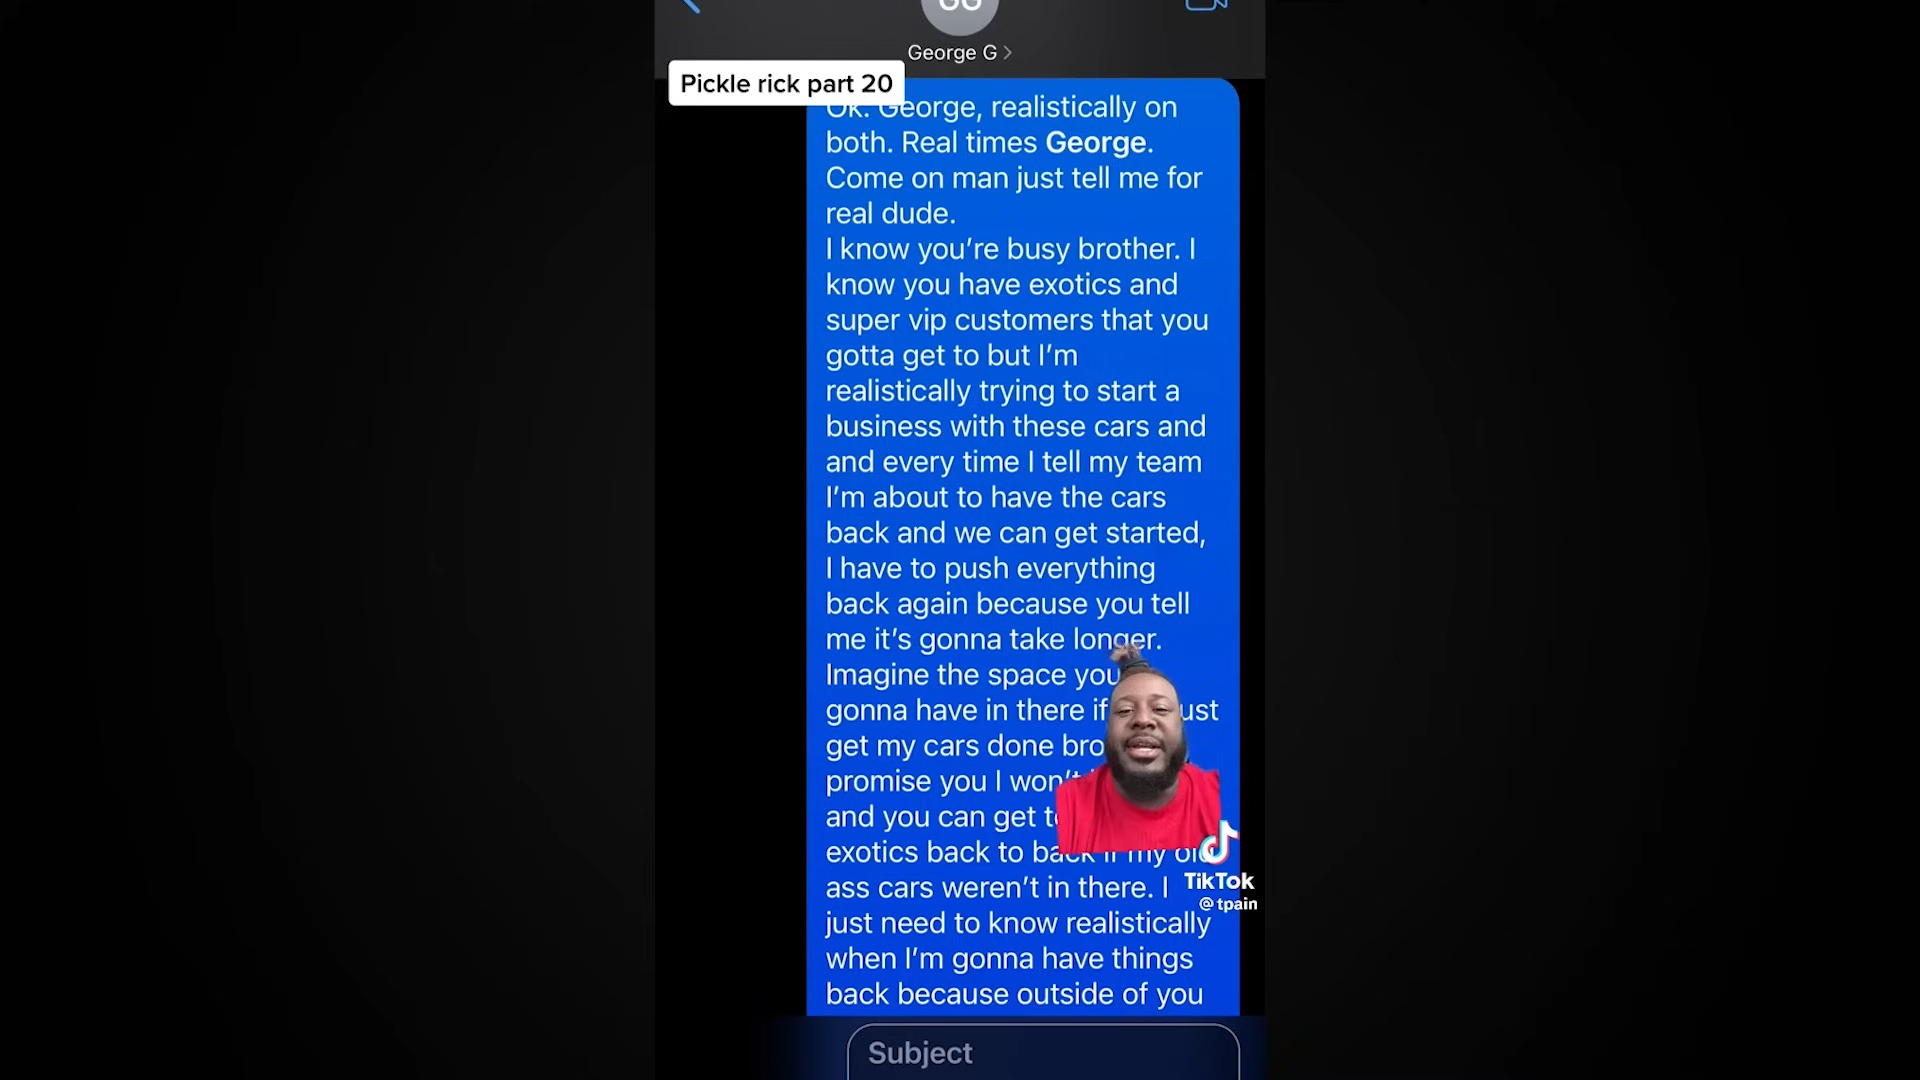 GG
George G
Pickle rick part 20
Ok. George, realistically on
both. Real times George.
Come on man just tell me for
real dude.
I know you're busy brother. I
know you have exotics and
super vip customers that you
gotta get to but I'm
realistically trying to start a
business with these cars and
and every time I tell my team
I'm about to have the cars
back and we can get started,
I have to push everything
back again because you tell
me it's gonna take longer.
Imagine the space you
gonna have in there if
get my cars done bro
promise you I won't
and you can get
exotics back to back if my old
ass cars weren't in there. I
just need to know realistically
when I'm gonna have things
back because outside of you
TikTok
@tpain
Subject